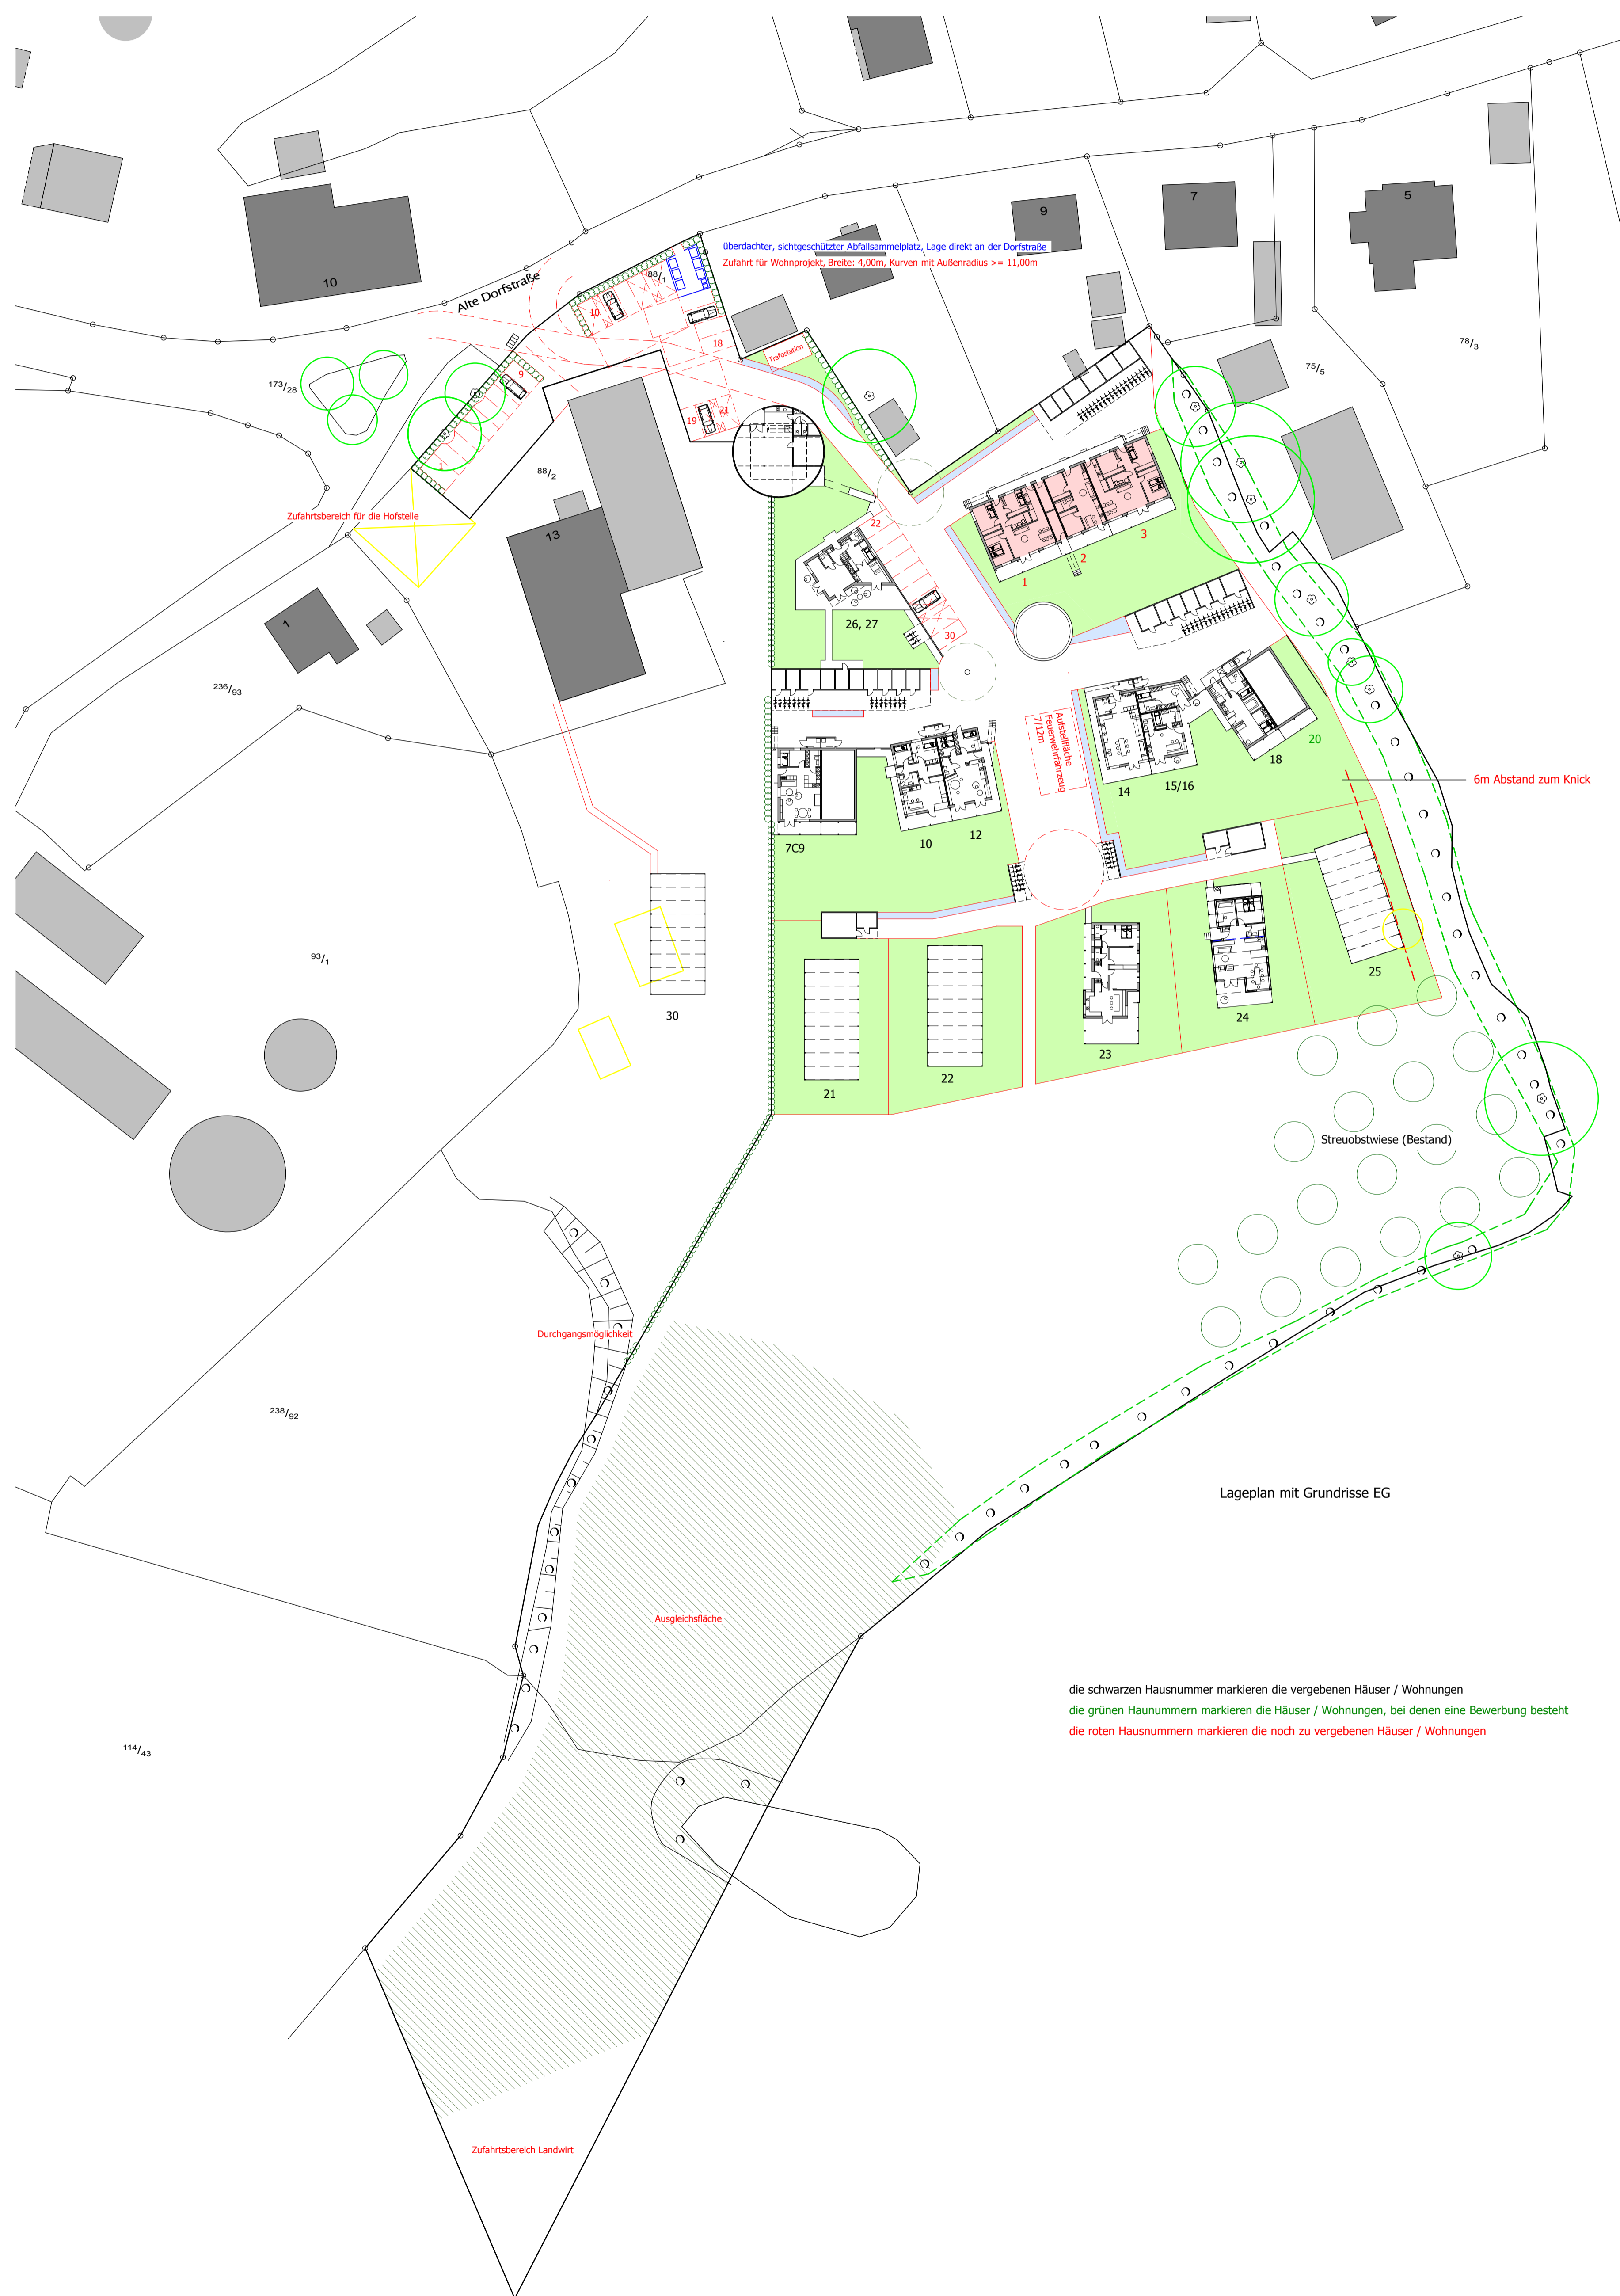 10
9
7
5
überdachter, sichtgeschützter Abfallsammelplatz, Lage direkt an der Dorfstraße
Zufahrt für Wohnprojekt, Breite: 4,00m, Kurven mit Außenradius >= 11,00m
88/1
Alte Dorfstraße
10
18
Trafostation
78/3
75/5
173/28
9
19
21
1
88/2
Zufahrtsbereich für die Hofstelle
13
22
1
2
3
1
26, 27
30
236/93
Aufstellfläche
Feuerwehrfahrzeug
7/12m
20
18
14
15/16
6m Abstand zum Knick
7C9
10
12
93/1
30
25
24
23
21
22
Streuobstwiese (Bestand)
Durchgangsmöglichkeit
238/92
Lageplan mit Grundrisse EG
Ausgleichsfläche
die schwarzen Hausnummer markieren die vergebenen Häuser / Wohnungen
die grünen Haunummern markieren die Häuser / Wohnungen, bei denen eine Bewerbung besteht
die roten Hausnummern markieren die noch zu vergebenen Häuser / Wohnungen
114/43
Zufahrtsbereich Landwirt